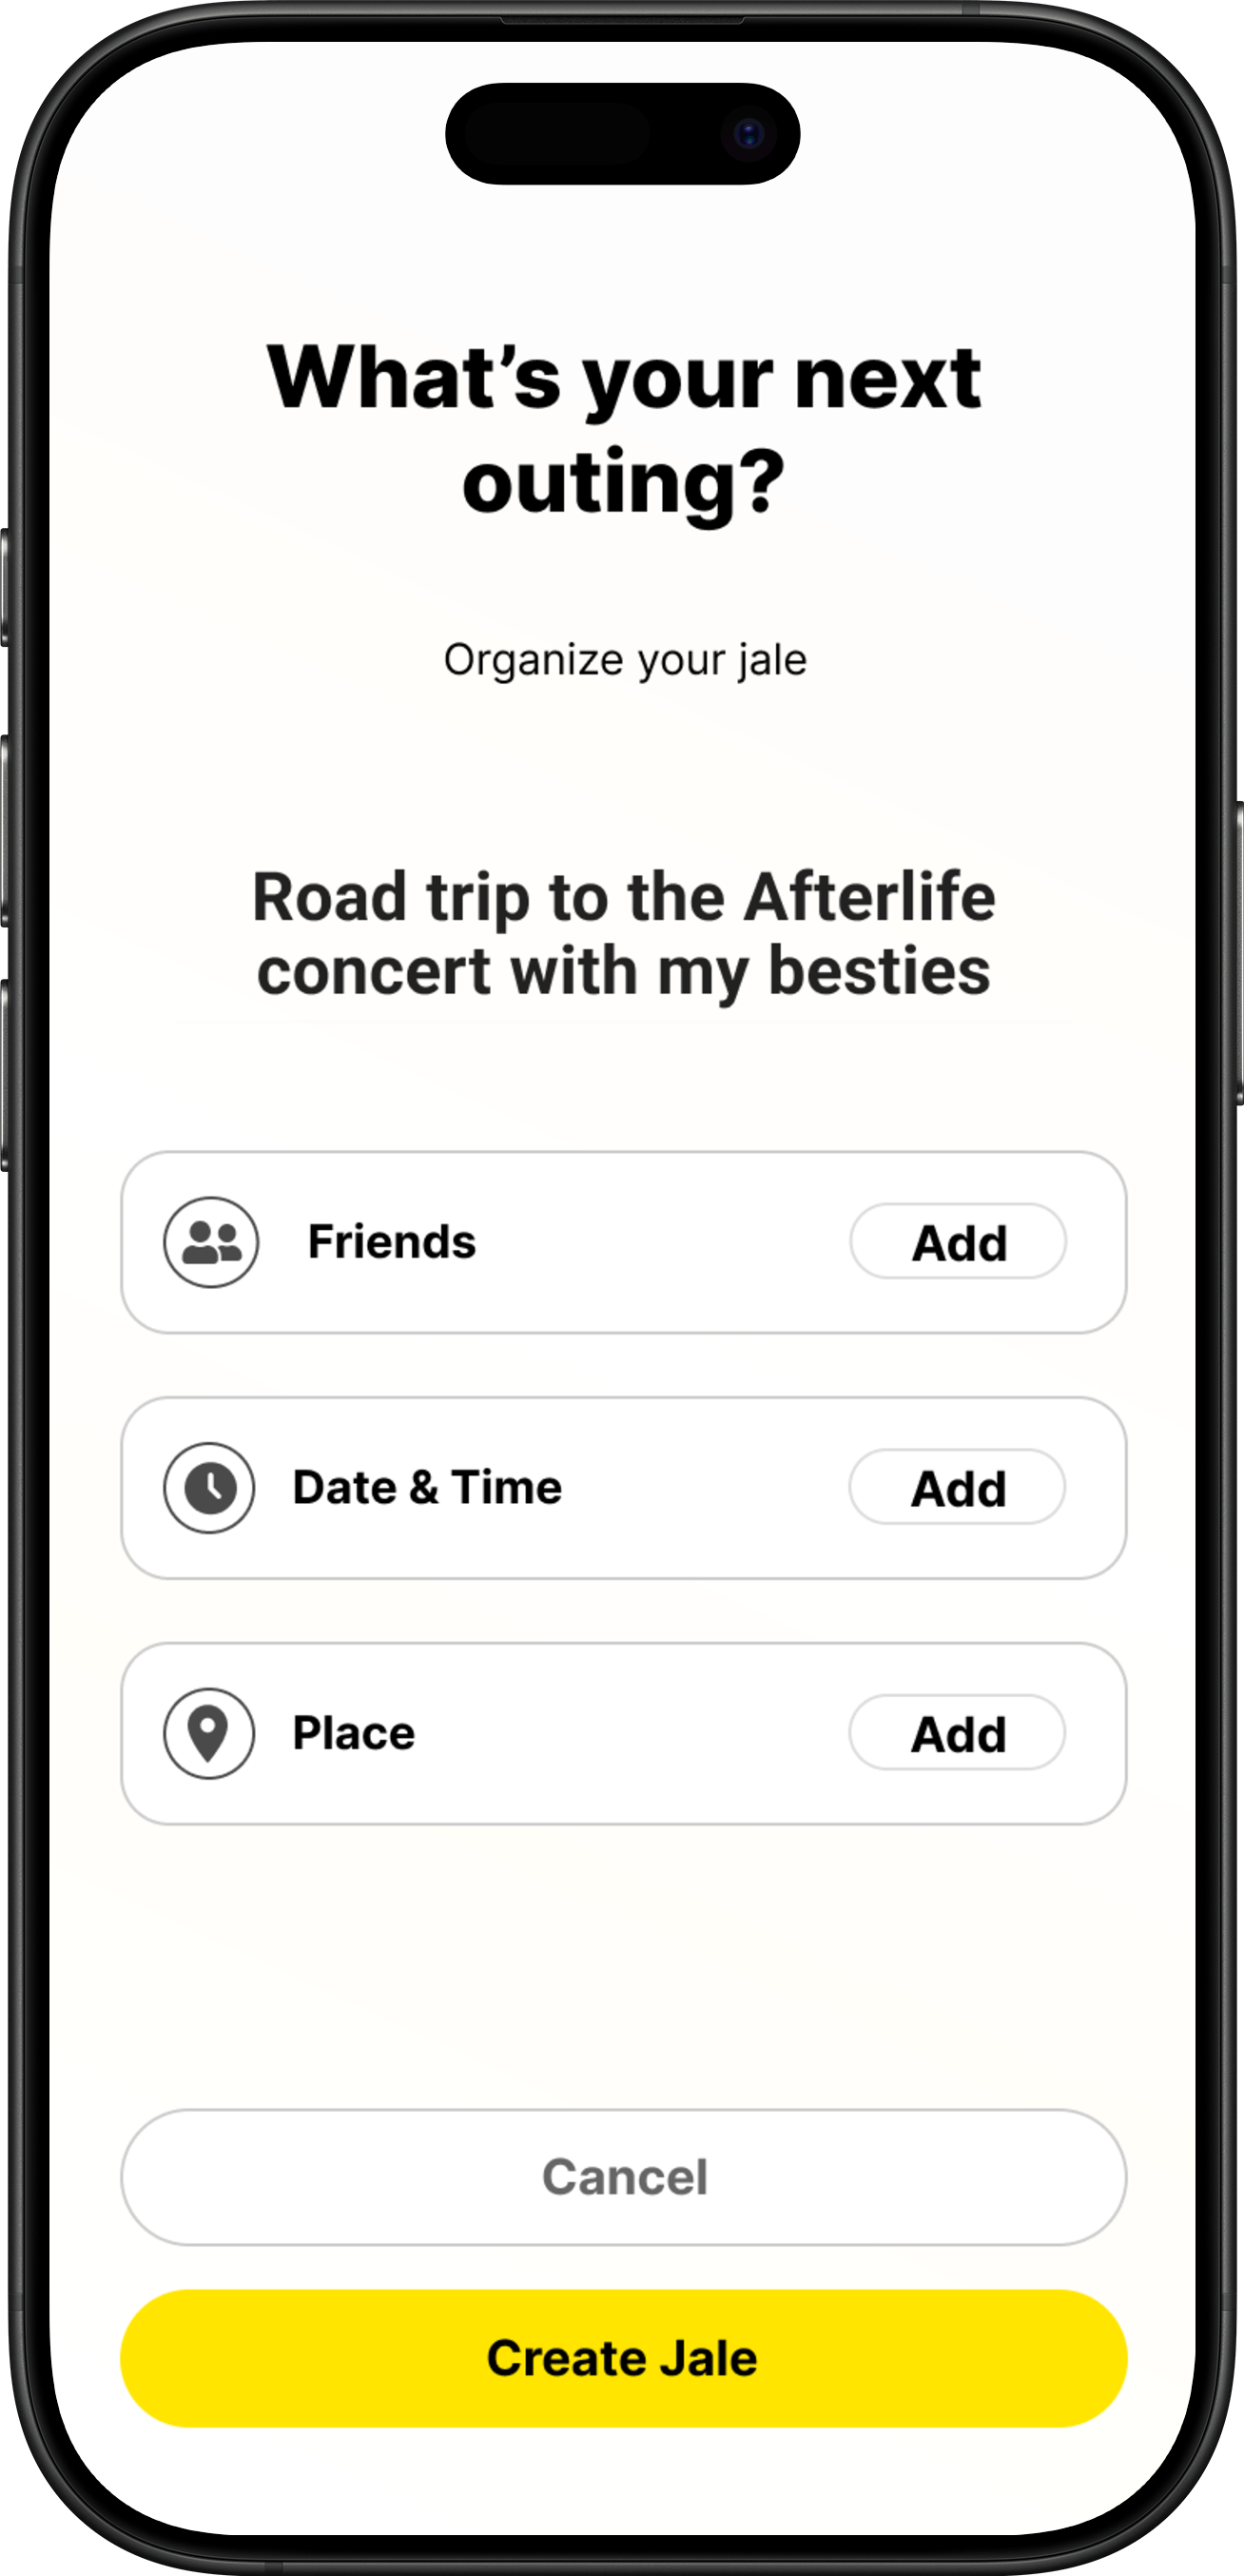 What’s your next
outing?
Organize your jale
Road trip to the Afterlife
concert with my besties
Friends
Add
Date & Time
Add
Place
Add
Cancel
Create Jale